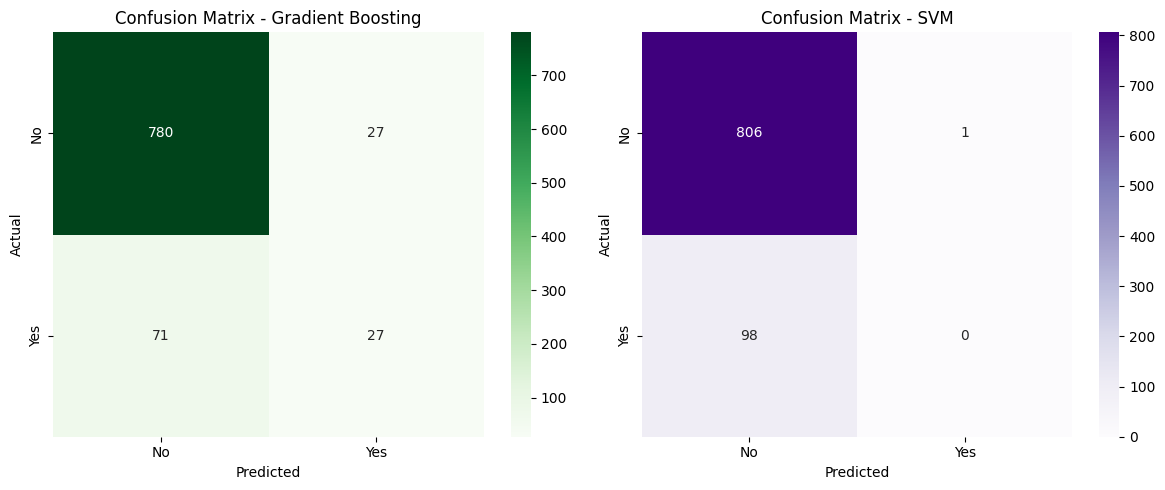 Confusion Matrix - Gradient Boosting
Actual
No
Yes
780
27
71
27
No
Yes
Predicted
700
600
500
400
300
200
100
Confusion Matrix - SVM
Actual
No
Yes
806
1
98
0
No
Yes
Predicted
800
700
600
500
400
300
200
100
0